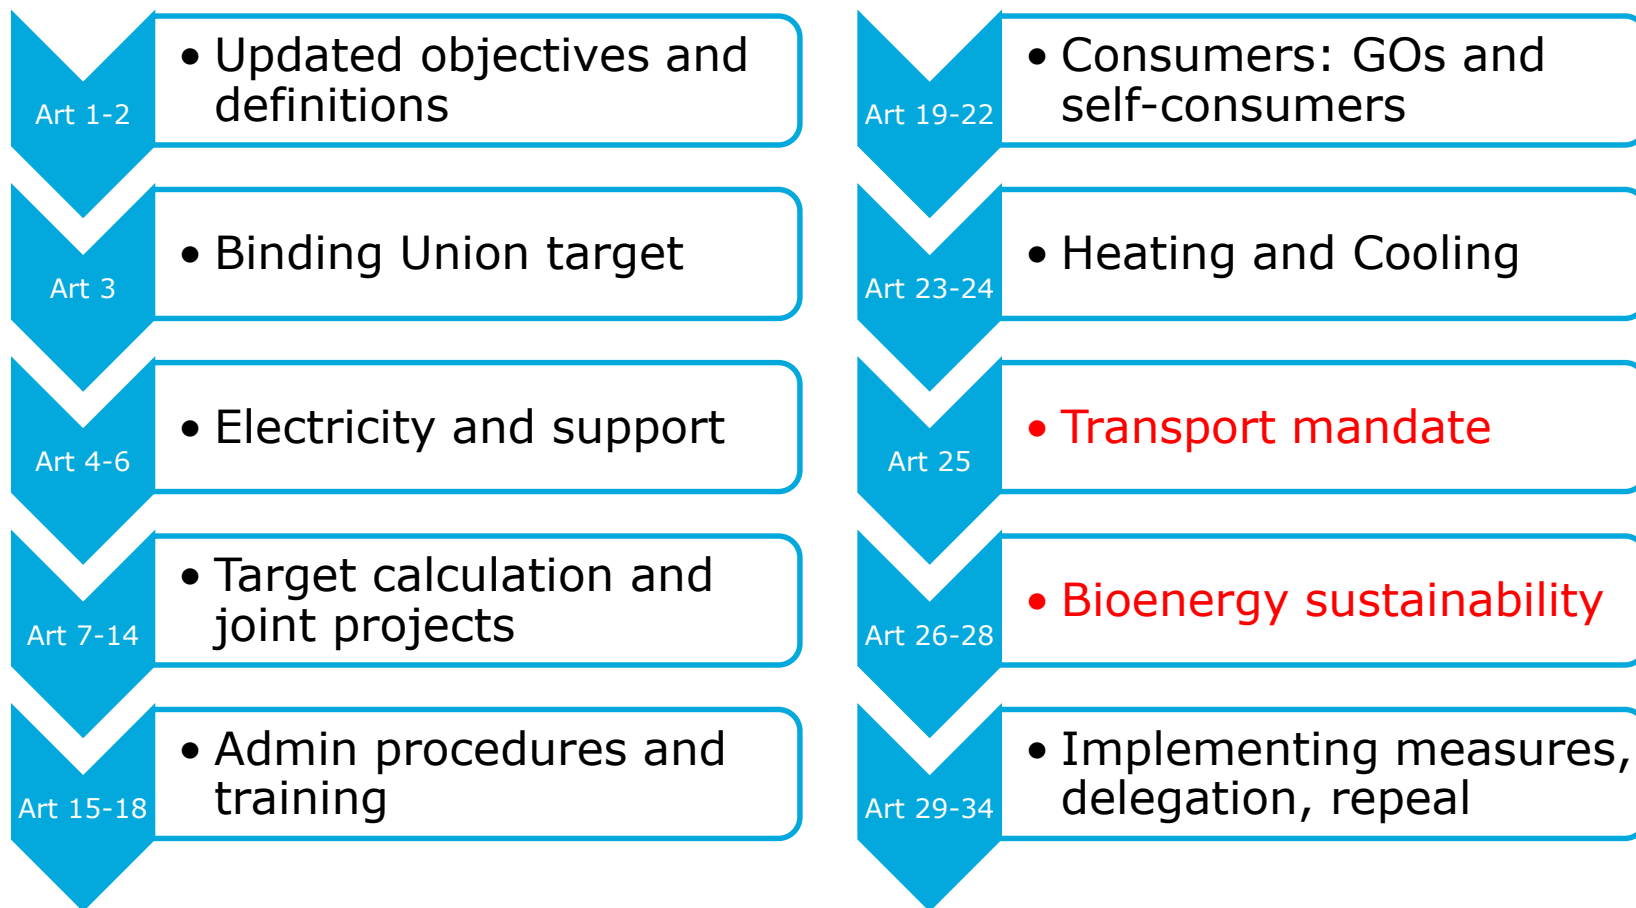 Art 1-2
• Updated objectives and
definitions
Art 3
• Binding Union target
Art 4-6
• Electricity and support
Art 7-14
• Target calculation and
joint projects
Art 15-18
• Admin procedures and
training
Art 19-22
• Consumers: GOs and
self-consumers
Art 23-24
• Heating and Cooling
Art 25
• Transport mandate
Art 26-28
• Bioenergy sustainability
Art 29-34
• Implementing measures,
delegation, repeal